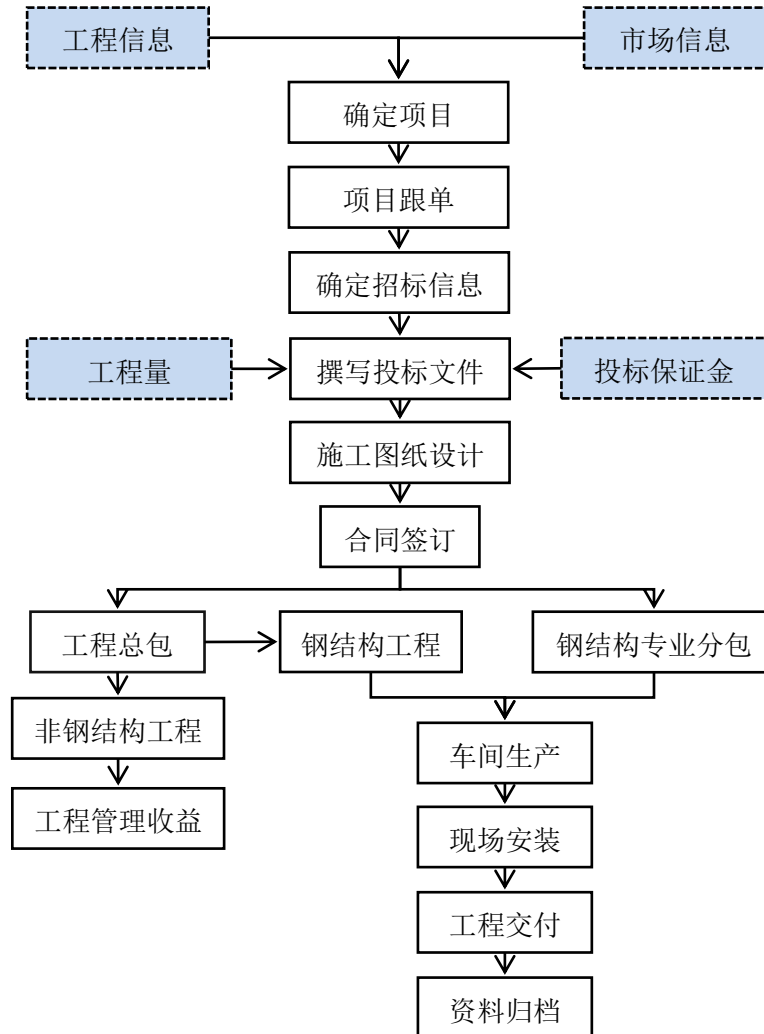 工程信息
市场信息
确定项目
项目跟单
确定招标信息
工程量
撰写投标文件
投标保证金
施工图纸设计
合同签订
工程总包
钢结构工程
钢结构专业分包
非钢结构工程
车间生产
工程管理收益
现场安装
工程交付
资料归档